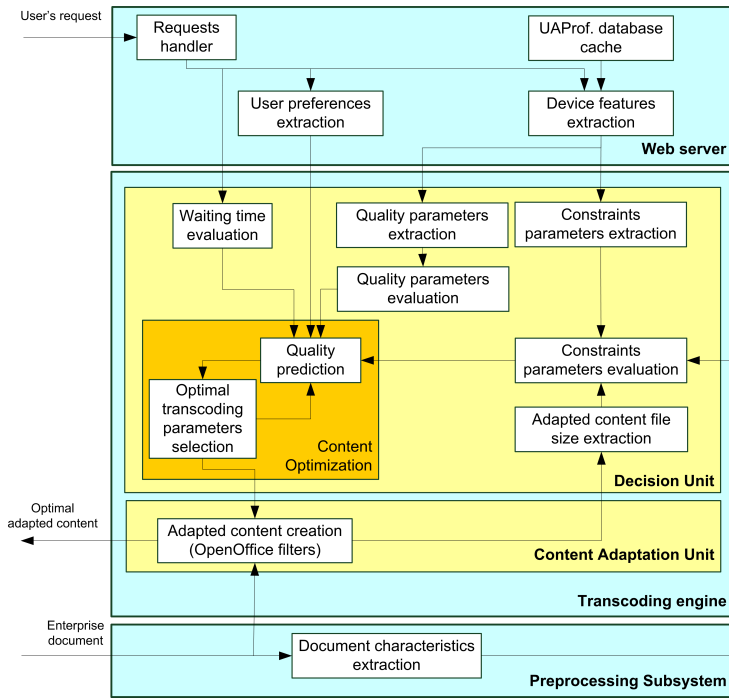 User's request
Requests
handler
UAProf. database
cache
User preferences
extraction
Device features
extraction
Web server
Waiting time
evaluation
Quality parameters
extraction
Constraints
parameters extraction
Quality parameters
evaluation
Quality
prediction
Constraints
parameters evaluation
Optimal
transcoding
parameters
selection
Adapted content file
size extraction
Content
Optimization
Decision Unit
Optimal
adapted content
Adapted content creation
(OpenOffice filters)
Content Adaptation Unit
Transcoding engine
Enterprise
document
Document characteristics
extraction
Preprocessing Subsystem